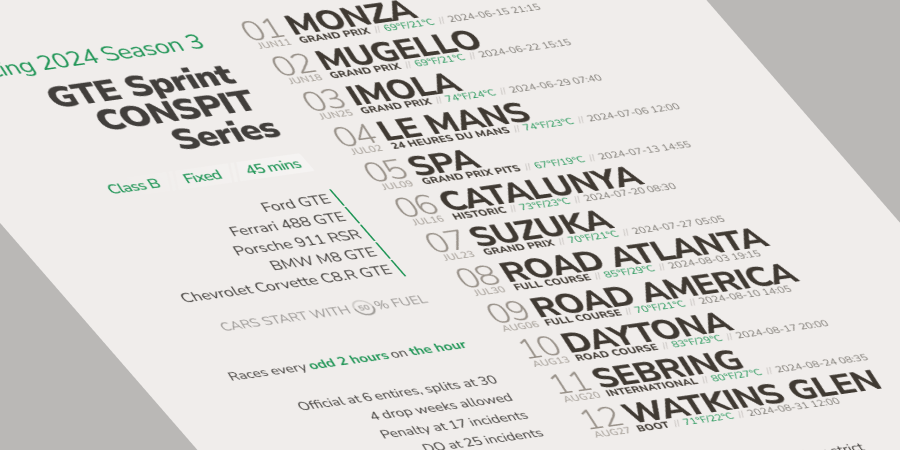 ing 2024 Season 3
GTE Sprint
CONSPIT
Series
Class B Fixed 45 mins
Ford GTE
Ferrari 488 GTE
Porsche 911 RSR
BMW M8 GTE
Chevrolet Corvette C8.R GTE
CARS START WITH 50 % FUEL
Races every odd 2 hours on the hour
Official at 6 entires, splits at 30
4 drop weeks allowed
Penalty at 17 incidents
DQ at 25 incidents
01 MONZA
JUN11 GRAND PRIX // 69°F/21°C // 2024-06-15 21:15
02 MUGELLO
JUN18 GRAND PRIX // 69°F/21°C // 2024-06-22 15:15
03 IMOLA
JUN25 GRAND PRIX // 74°F/24°C // 2024-06-29 07:40
04 LE MANS
JUL02 24 HEURES DU MANS // 74°F/23°C // 2024-07-06 12:00
05 SPA
JUL09 GRAND PRIX PITS // 67°F/19°C // 2024-07-13 14:55
06 CATALUNYA
JUL16 HISTORIC // 73°F/23°C // 2024-07-20 08:30
07 SUZUKA
JUL23 GRAND PRIX // 70°F/21°C // 2024-07-27 05:05
08 ROAD ATLANTA
JUL30 FULL COURSE // 85°F/29°C // 2024-08-03 19:15
09 ROAD AMERICA
AUG06 FULL COURSE // 70°F/21°C // 2024-08-10 14:05
10 DAYTONA
AUG13 ROAD COURSE // 83°F/29°C // 2024-08-17 20:00
11 SEBRING
AUG20 INTERNATIONAL // 80°F/27°C // 2024-08-24 08:35
12 WATKINS GLEN
AUG27 BOOT // 71°F/22°C // 2024-08-31 12:00